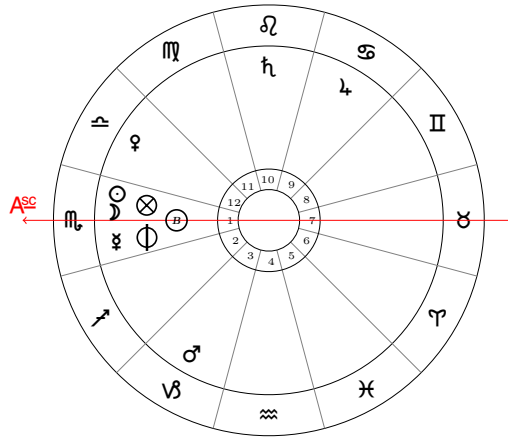 ♌
♍ ♋
♄
♃
♎ ♊
♀
11 10 9
☉
Asc ☽ ⊗ 12 8
♏ B 1 7 ♉
☿ 2 6
3 4 5
♐ ♈
♂
♑ ♓
♒